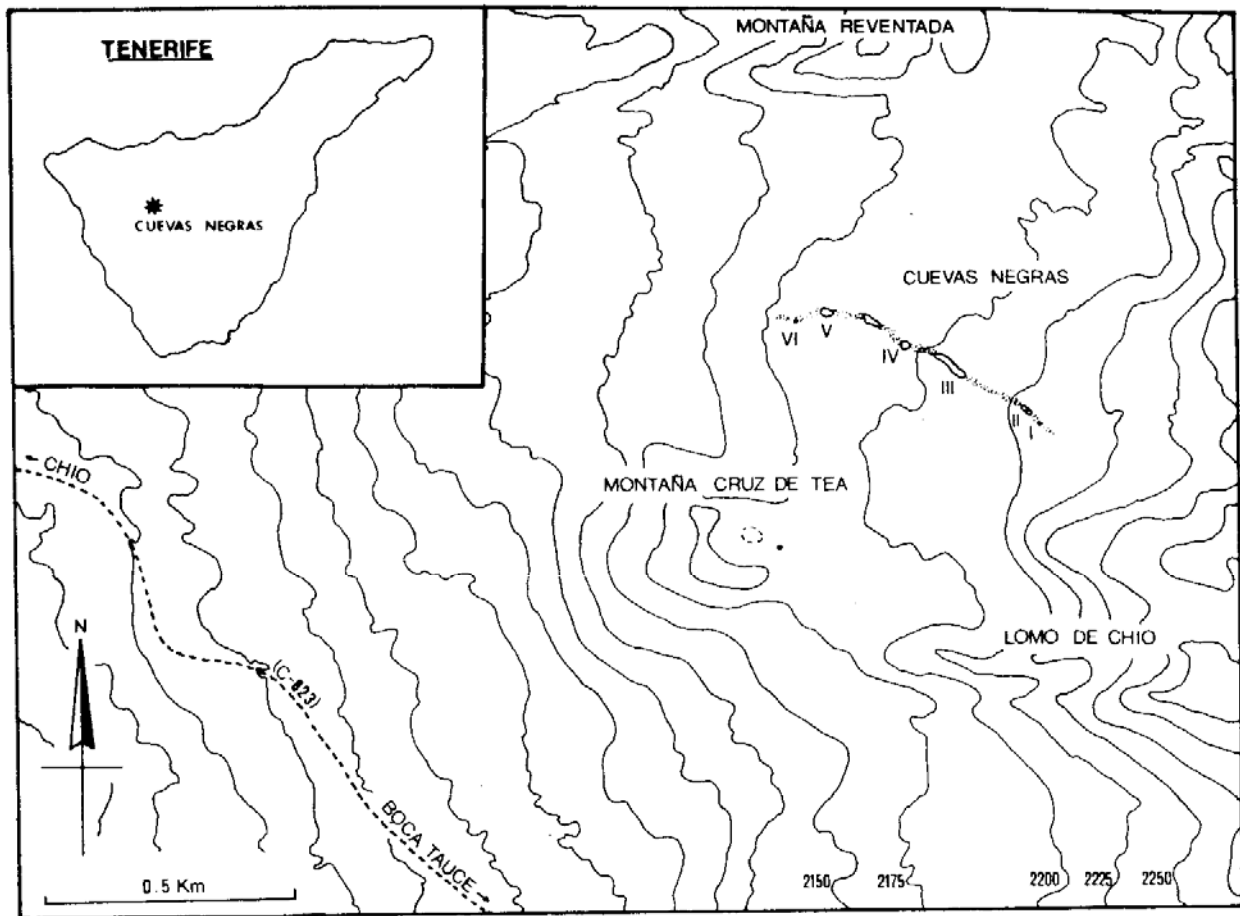 TENERIFE
CUEVAS NEGRAS
MONTAÑA REVENTADA
CUEVAS NEGRAS
VI
V
IV
III
II
I
CHIO
MONTAÑA CRUZ DE TEA
LOMO DE CHIO
N
(C-823)
BOCA TAUCE
0.5 Km
2150
2175
2200
2225
2250